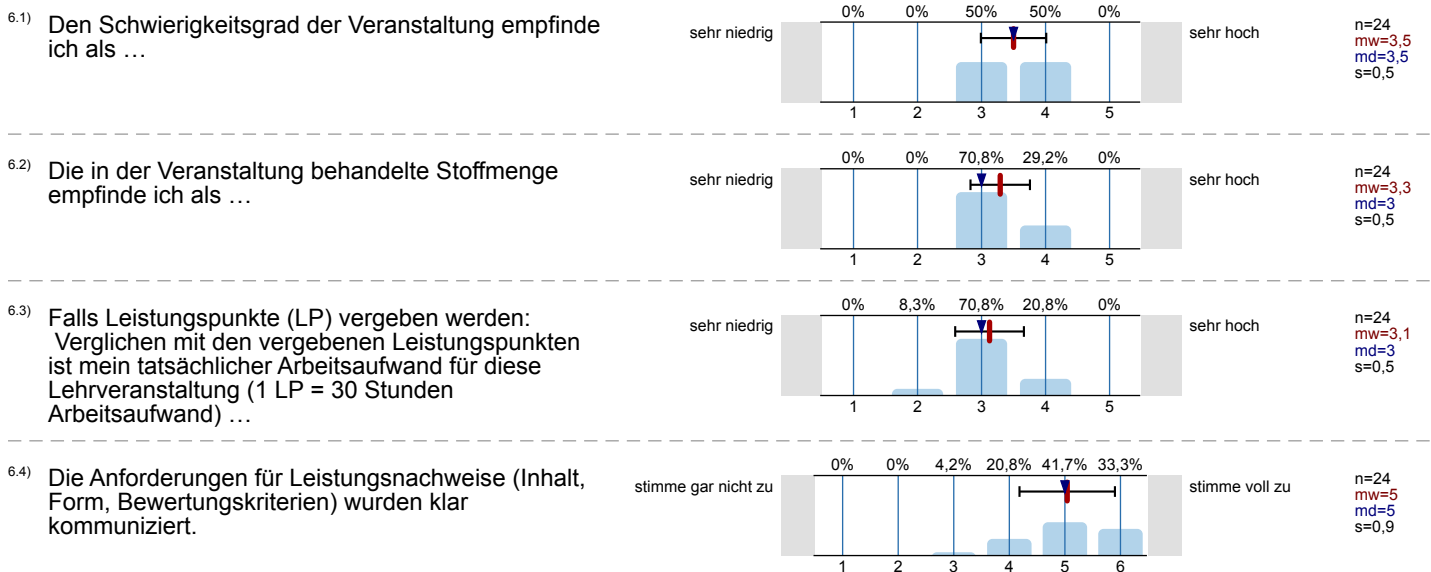 6.1) Den Schwierigkeitsgrad der Veranstaltung empfinde
ich als …
sehr niedrig
0% 0% 50% 50% 0%
1 2 3 4 5
sehr hoch
n=24
mw=3,5
md=3,5
s=0,5
6.2) Die in der Veranstaltung behandelte Stoffmenge
empfinde ich als …
sehr niedrig
0% 0% 70,8% 29,2% 0%
1 2 3 4 5
sehr hoch
n=24
mw=3,3
md=3
s=0,5
6.3) Falls Leistungspunkte (LP) vergeben werden:
Verglichen mit den vergebenen Leistungspunkten
ist mein tatsächlicher Arbeitsaufwand für diese
Lehrveranstaltung (1 LP = 30 Stunden
Arbeitsaufwand) …
sehr niedrig
0% 8,3% 70,8% 20,8% 0%
1 2 3 4 5
sehr hoch
n=24
mw=3,1
md=3
s=0,5
6.4) Die Anforderungen für Leistungsnachweise (Inhalt,
Form, Bewertungskriterien) wurden klar
kommuniziert.
stimme gar nicht zu
0% 0% 4,2% 20,8% 41,7% 33,3%
1 2 3 4 5 6
stimme voll zu
n=24
mw=5
md=5
s=0,9